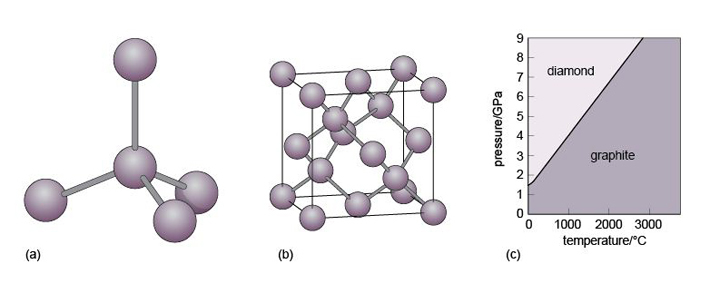 (a)
(b)
(c)
pressure/GPa
9
8
7
6
5
4
3
2
1
0
diamond
graphite
0 1000 2000 3000
temperature/°C